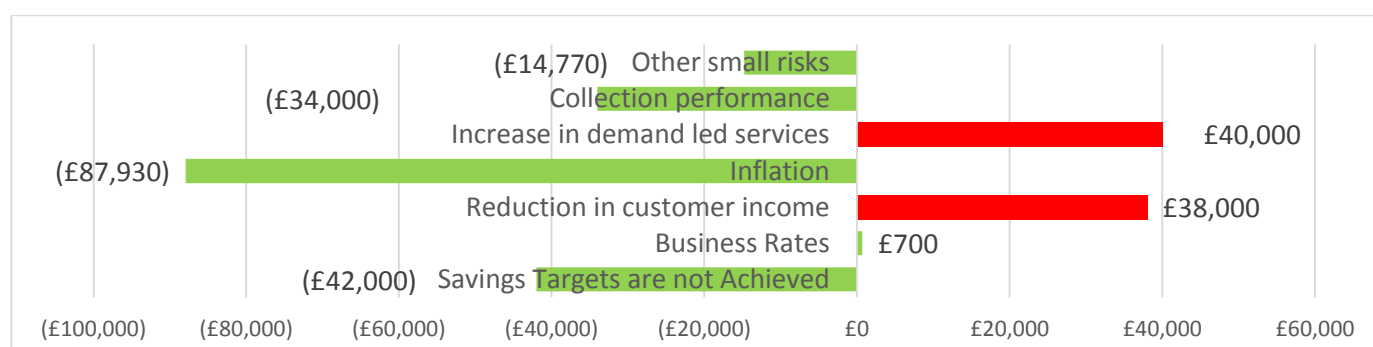 (£14,770) Other small risks
(£34,000) Collection performance
Increase in demand led services £40,000
(£87,930) Inflation
Reduction in customer income £38,000
Business Rates £700
(£42,000) Savings Targets are not Achieved
(£100,000) (£80,000) (£60,000) (£40,000) (£20,000) £0 £20,000 £40,000 £60,000